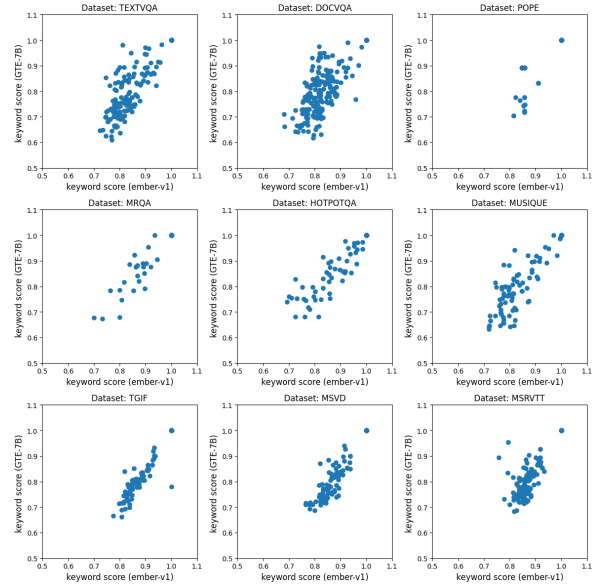 Dataset: TEXTVQA
Dataset: DOCVQA
Dataset: POPE
keyword score (GTE-7B)
1.1
1.0
0.9
0.8
0.7
0.6
0.5
0.5 0.6 0.7 0.8 0.9 1.0 1.1
keyword score (ember-v1)
keyword score (GTE-7B)
1.1
1.0
0.9
0.8
0.7
0.6
0.5
0.5 0.6 0.7 0.8 0.9 1.0 1.1
keyword score (ember-v1)
keyword score (GTE-7B)
1.1
1.0
0.9
0.8
0.7
0.6
0.5
0.5 0.6 0.7 0.8 0.9 1.0 1.1
keyword score (ember-v1)
Dataset: MRQA
Dataset: HOTPOTQA
Dataset: MUSIQUE
keyword score (GTE-7B)
1.1
1.0
0.9
0.8
0.7
0.6
0.5
0.5 0.6 0.7 0.8 0.9 1.0 1.1
keyword score (ember-v1)
keyword score (GTE-7B)
1.1
1.0
0.9
0.8
0.7
0.6
0.5
0.5 0.6 0.7 0.8 0.9 1.0 1.1
keyword score (ember-v1)
keyword score (GTE-7B)
1.1
1.0
0.9
0.8
0.7
0.6
0.5
0.5 0.6 0.7 0.8 0.9 1.0 1.1
keyword score (ember-v1)
Dataset: TGIF
Dataset: MSVD
Dataset: MSRVTT
keyword score (GTE-7B)
1.1
1.0
0.9
0.8
0.7
0.6
0.5
0.5 0.6 0.7 0.8 0.9 1.0 1.1
keyword score (ember-v1)
keyword score (GTE-7B)
1.1
1.0
0.9
0.8
0.7
0.6
0.5
0.5 0.6 0.7 0.8 0.9 1.0 1.1
keyword score (ember-v1)
keyword score (GTE-7B)
1.1
1.0
0.9
0.8
0.7
0.6
0.5
0.5 0.6 0.7 0.8 0.9 1.0 1.1
keyword score (ember-v1)